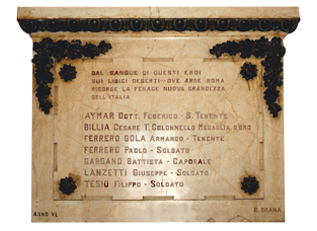 DAL SANGUE DI QUESTI EROI
SUI LIBICI DESERTI-OVE ARSE ROMA
RISORGE LA FERACE NUOVA GRANDEZZA
DELL'ITALIA.
AYMAR DOTT. FEDERICO - S. TENENTE
BILLIA CESARE T. COLONNELLO MEDAGLIA D'ORO
FERRERO GOLA ARMANDO - TENENTE
FERRERO PAOLO - SOLDATO
GARGANO BATTISTA - CAPORALE
LANZETTI GIUSEPPE - SOLDATO
TESIO FILIPPO - SOLDATO
ANNO VI